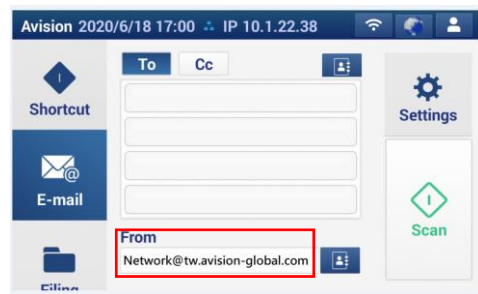 Avision 2020/6/18 17:00 IP 10.1.22.38
To Cc
Shortcut
Settings
E-mail
Scan
From
Network@tw.avision-global.com
Filing